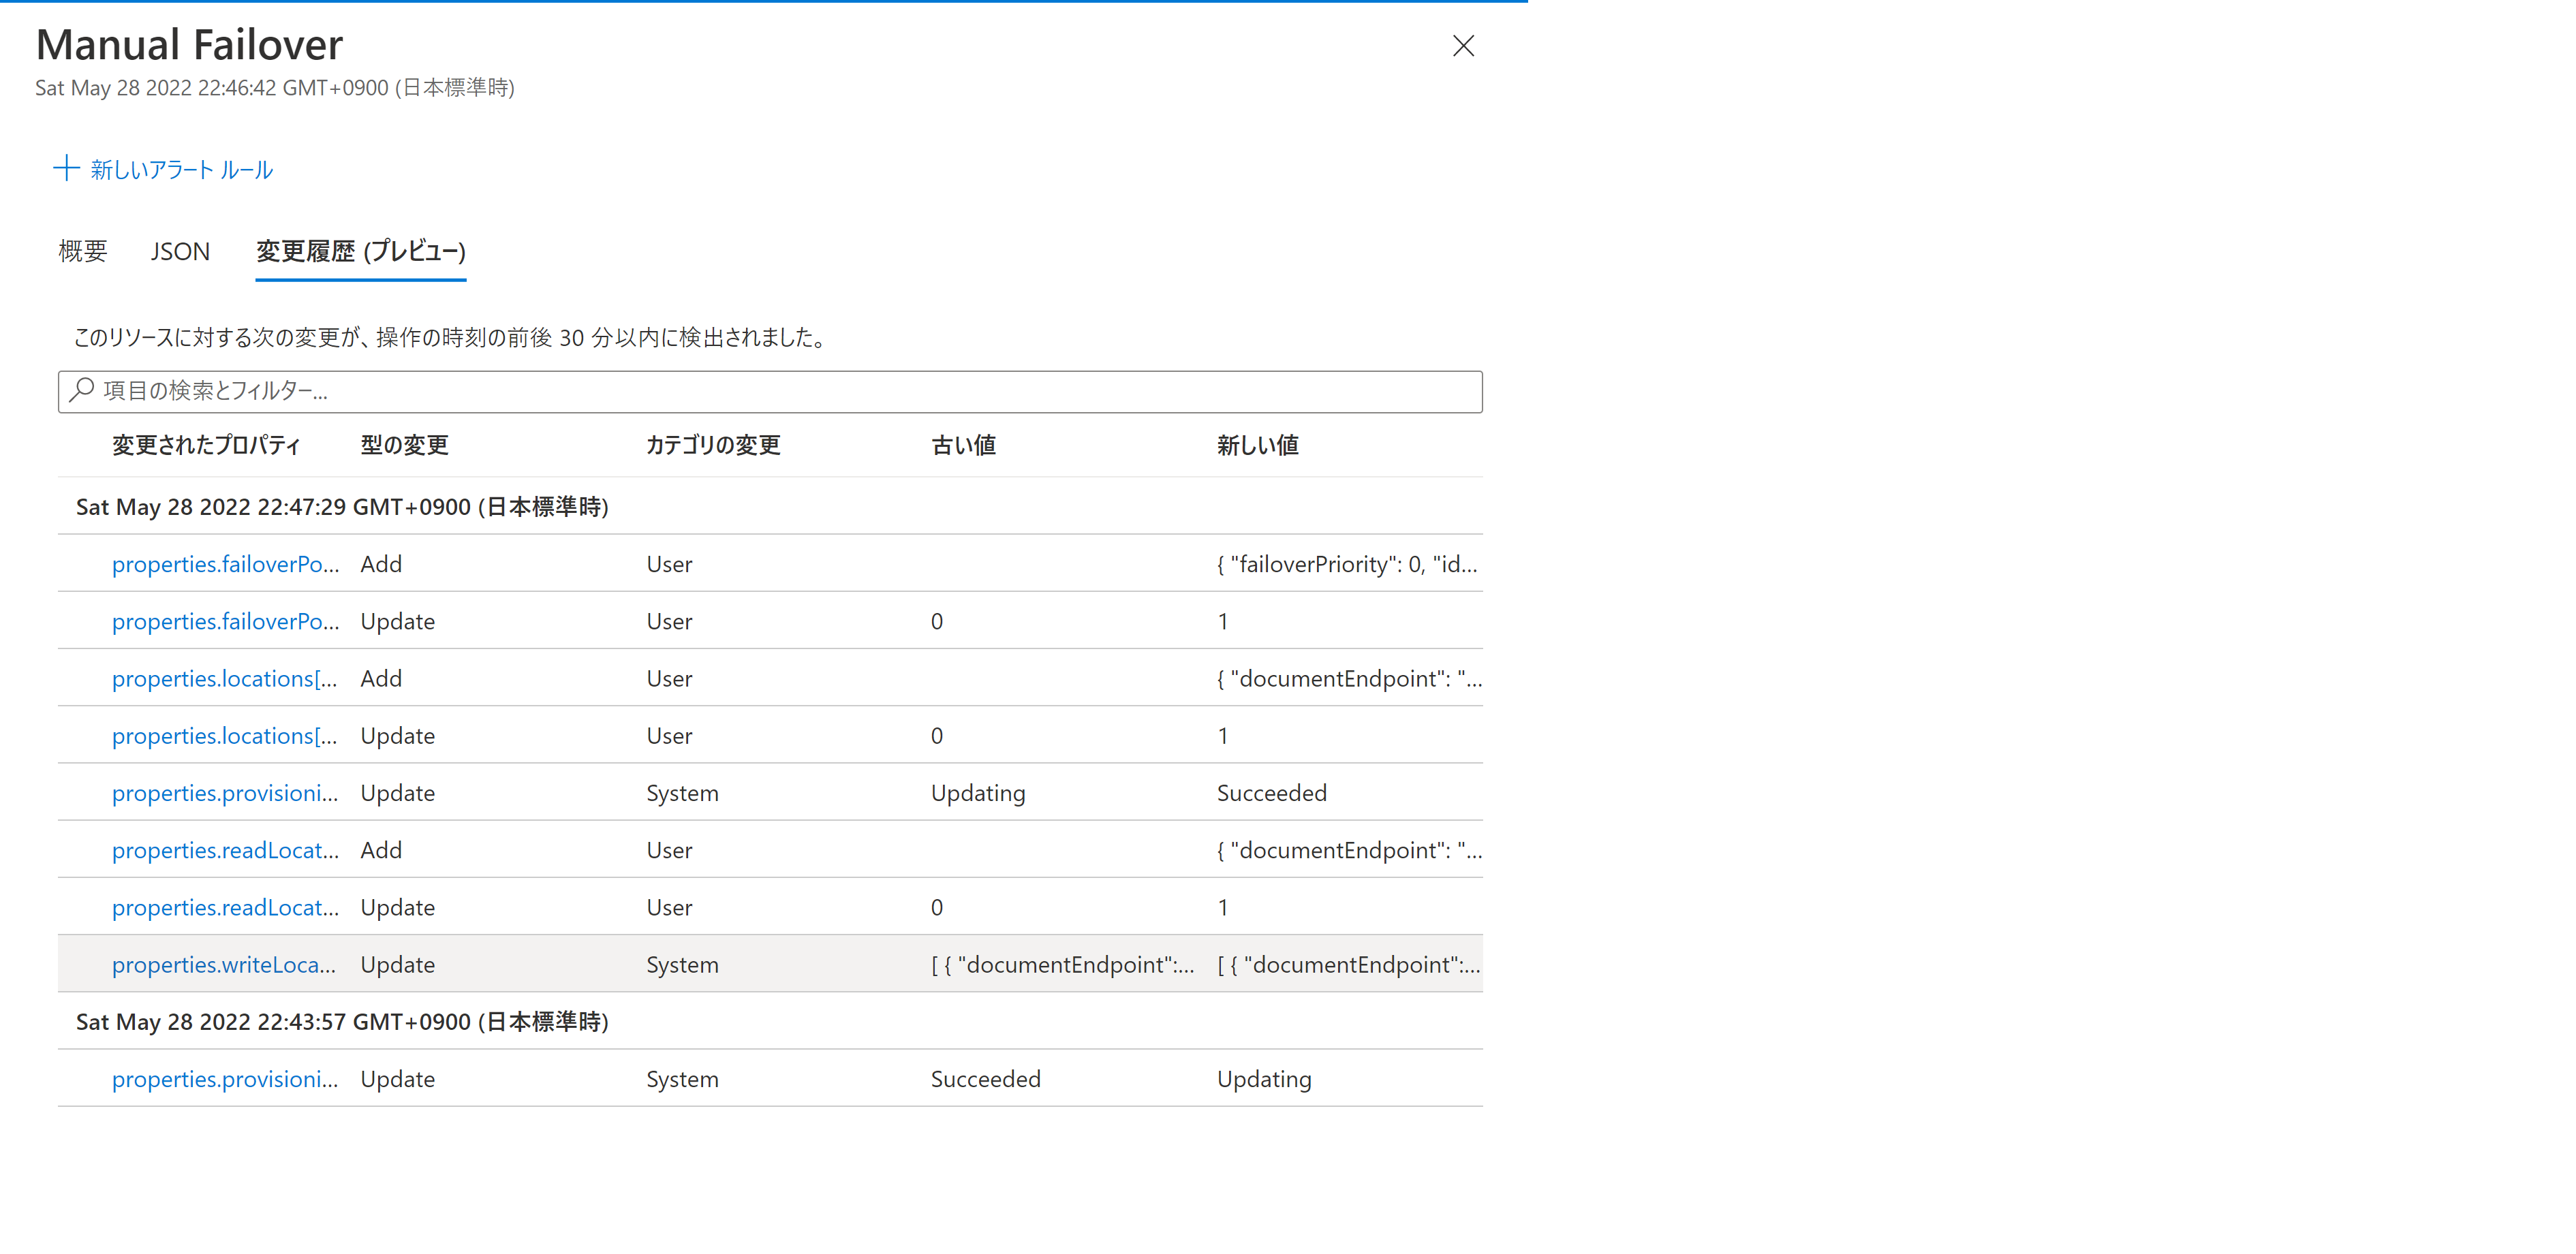 Manual Failover
Sat May 28 2022 22:46:42 GMT+0900 (日本標準時)
新しいアラート ルール
概要 JSON 変更履歴 (プレビュー)
このリソースに対する次の変更が、操作の時刻の前後 30 分以内に検出されました。
項目の検索とフィルター...
変更されたプロパティ 型の変更 カテゴリの変更 古い値 新しい値
Sat May 28 2022 22:47:29 GMT+0900 (日本標準時)
properties.failoverPo... Add User { "failoverPriority": 0, "id...
properties.failoverPo... Update User 0 1
properties.locations[... Add User { "documentEndpoint": "...
properties.locations[... Update User 0 1
properties.provisioni... Update System Updating Succeeded
properties.readLocat... Add User { "documentEndpoint": "...
properties.readLocat... Update User 0 1
properties.writeLoca... Update System [ { "documentEndpoint":... [ { "documentEndpoint":...
Sat May 28 2022 22:43:57 GMT+0900 (日本標準時)
properties.provisioni... Update System Succeeded Updating